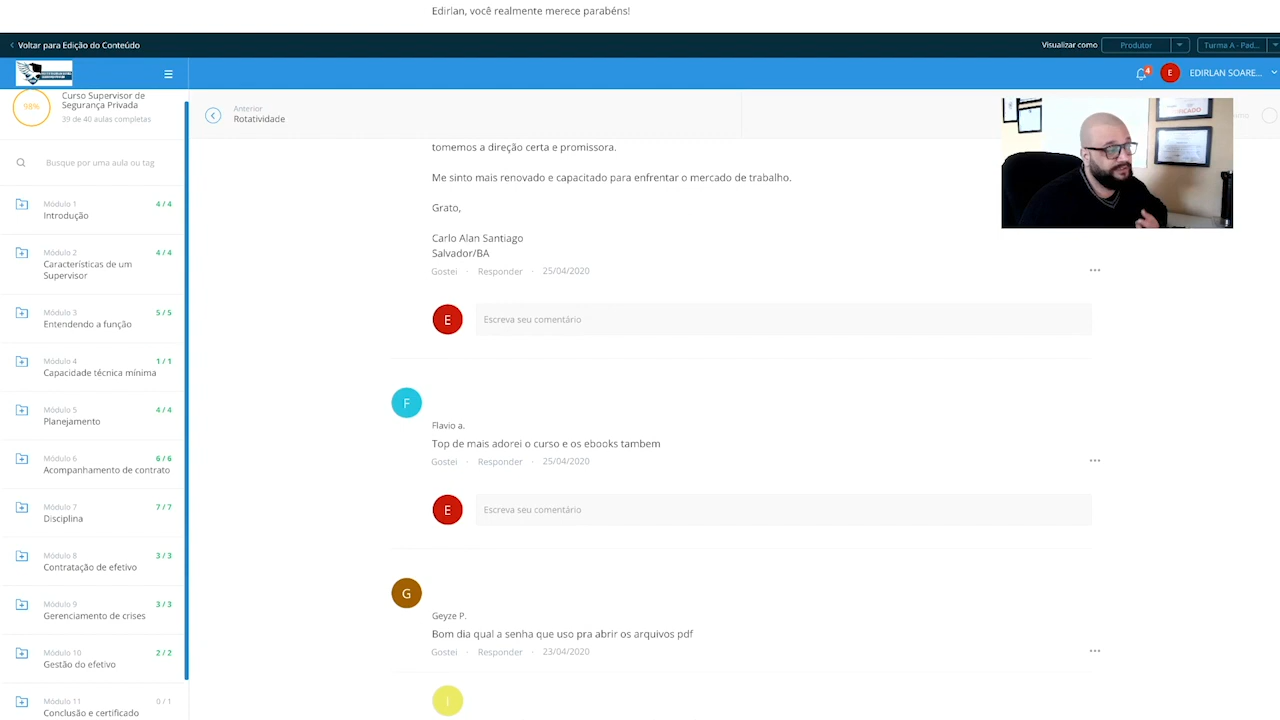 Edirlan, você realmente merece parabéns!
Voltar para Edição do Conteúdo
Visualizar como
Produtor
Turma A - Pad...
4
E
EDIRLAN SOARE...
98%
Curso Supervisor de
Segurança Privada
39 de 40 aulas completas
Anterior
Rotatividade
Busque por uma aula ou tag
Módulo 1
4 / 4
Introdução
Módulo 2
4 / 4
Características de um
Supervisor
Módulo 3
5 / 5
Entendendo a função
Módulo 4
1 / 1
Capacidade técnica mínima
Módulo 5
4 / 4
Planejamento
Módulo 6
6 / 6
Acompanhamento de contrato
Módulo 7
7 / 7
Disciplina
Módulo 8
3 / 3
Contratação de efetivo
Módulo 9
3 / 3
Gerenciamento de crises
Módulo 10
2 / 2
Gestão do efetivo
Módulo 11
0 / 1
Conclusão e certificado
tomemos a direção certa e promissora.
Me sinto mais renovado e capacitado para enfrentar o mercado de trabalho.
Grato,
Carlo Alan Santiago
Salvador/BA
Gostei · Responder · 25/04/2020
E
Escreva seu comentário
F
Flavio a.
Top de mais adorei o curso e os ebooks tambem
Gostei · Responder · 25/04/2020
E
Escreva seu comentário
G
Geyze P.
Bom dia qual a senha que uso pra abrir os arquivos pdf
Gostei · Responder · 23/04/2020
I